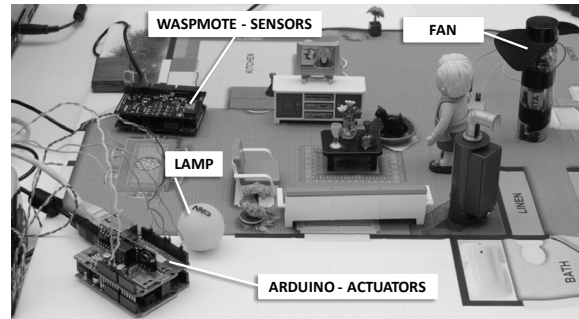 WASPMOTE - SENSORS
FAN
KITCHEN
LAMP
LINEN
BATH
ARDUINO - ACTUATORS